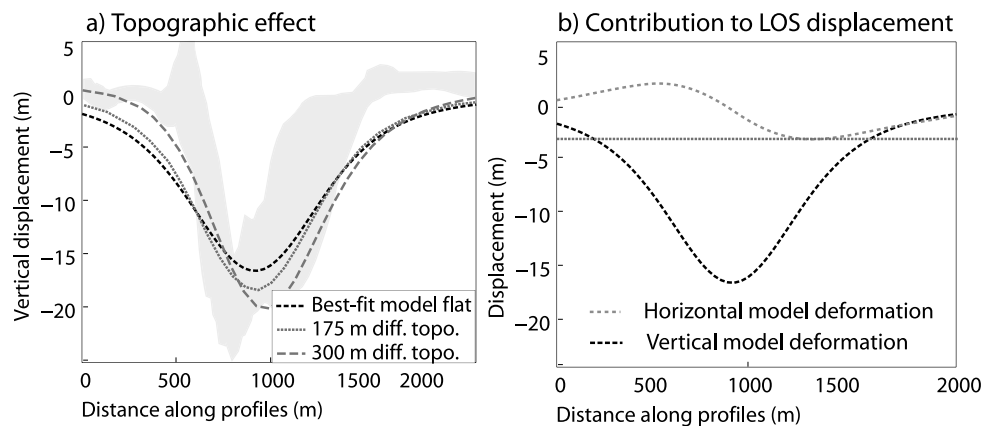 a) Topographic effect
5
0
−5
−10
−15
−20
Vertical displacement (m)
Best-fit model flat
175 m diff. topo.
300 m diff. topo.
0 500 1000 1500 2000
Distance along profiles (m)
b) Contribution to LOS displacement
5
0
−5
−10
−15
−20
Displacement (m)
Horizontal model deformation
Vertical model deformation
0 500 1000 1500 2000
Distance along profiles (m)